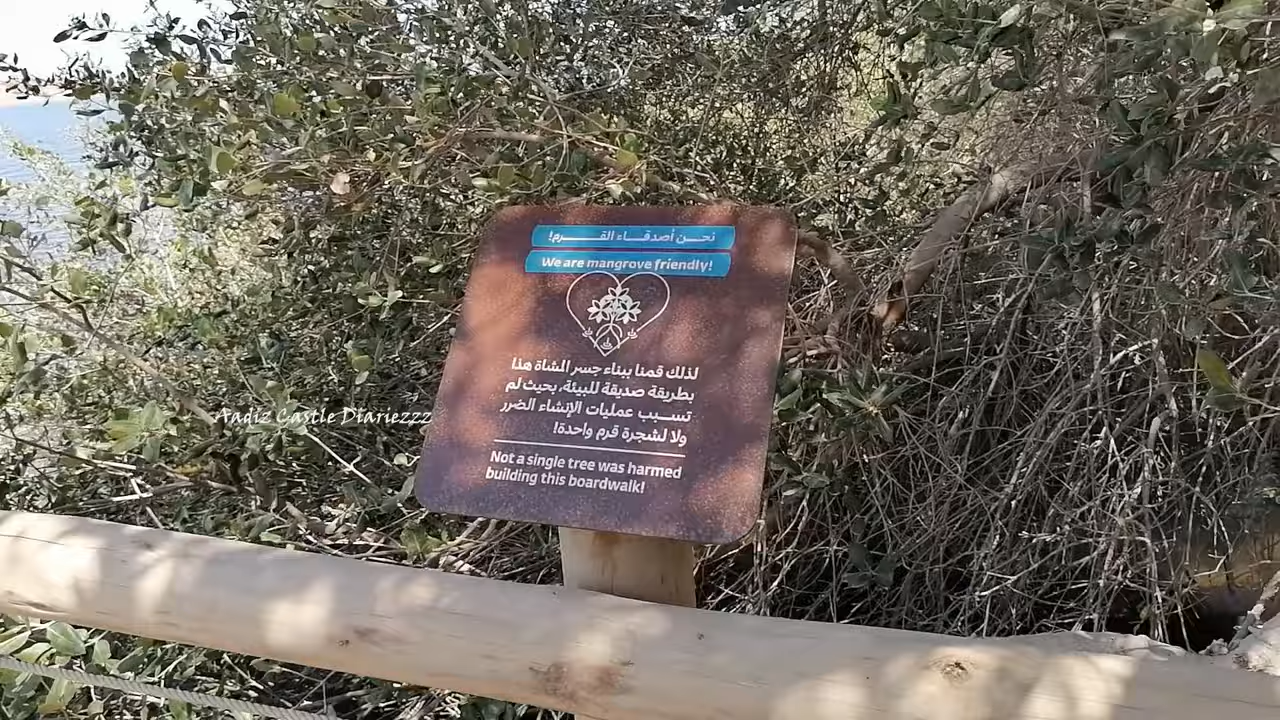 نحن أصدقاء القرم!
We are mangrove friendly!
لذلك قمنا ببناء جسر المشاة هذا
بطريقة صديقة للبيئة، بحيث لم
تسبب عمليات الإنشاء الضرر
ولا لشجرة قرم واحدة!
Not a single tree was harmed
building this boardwalk!
Aadiz Castle Diariezzz